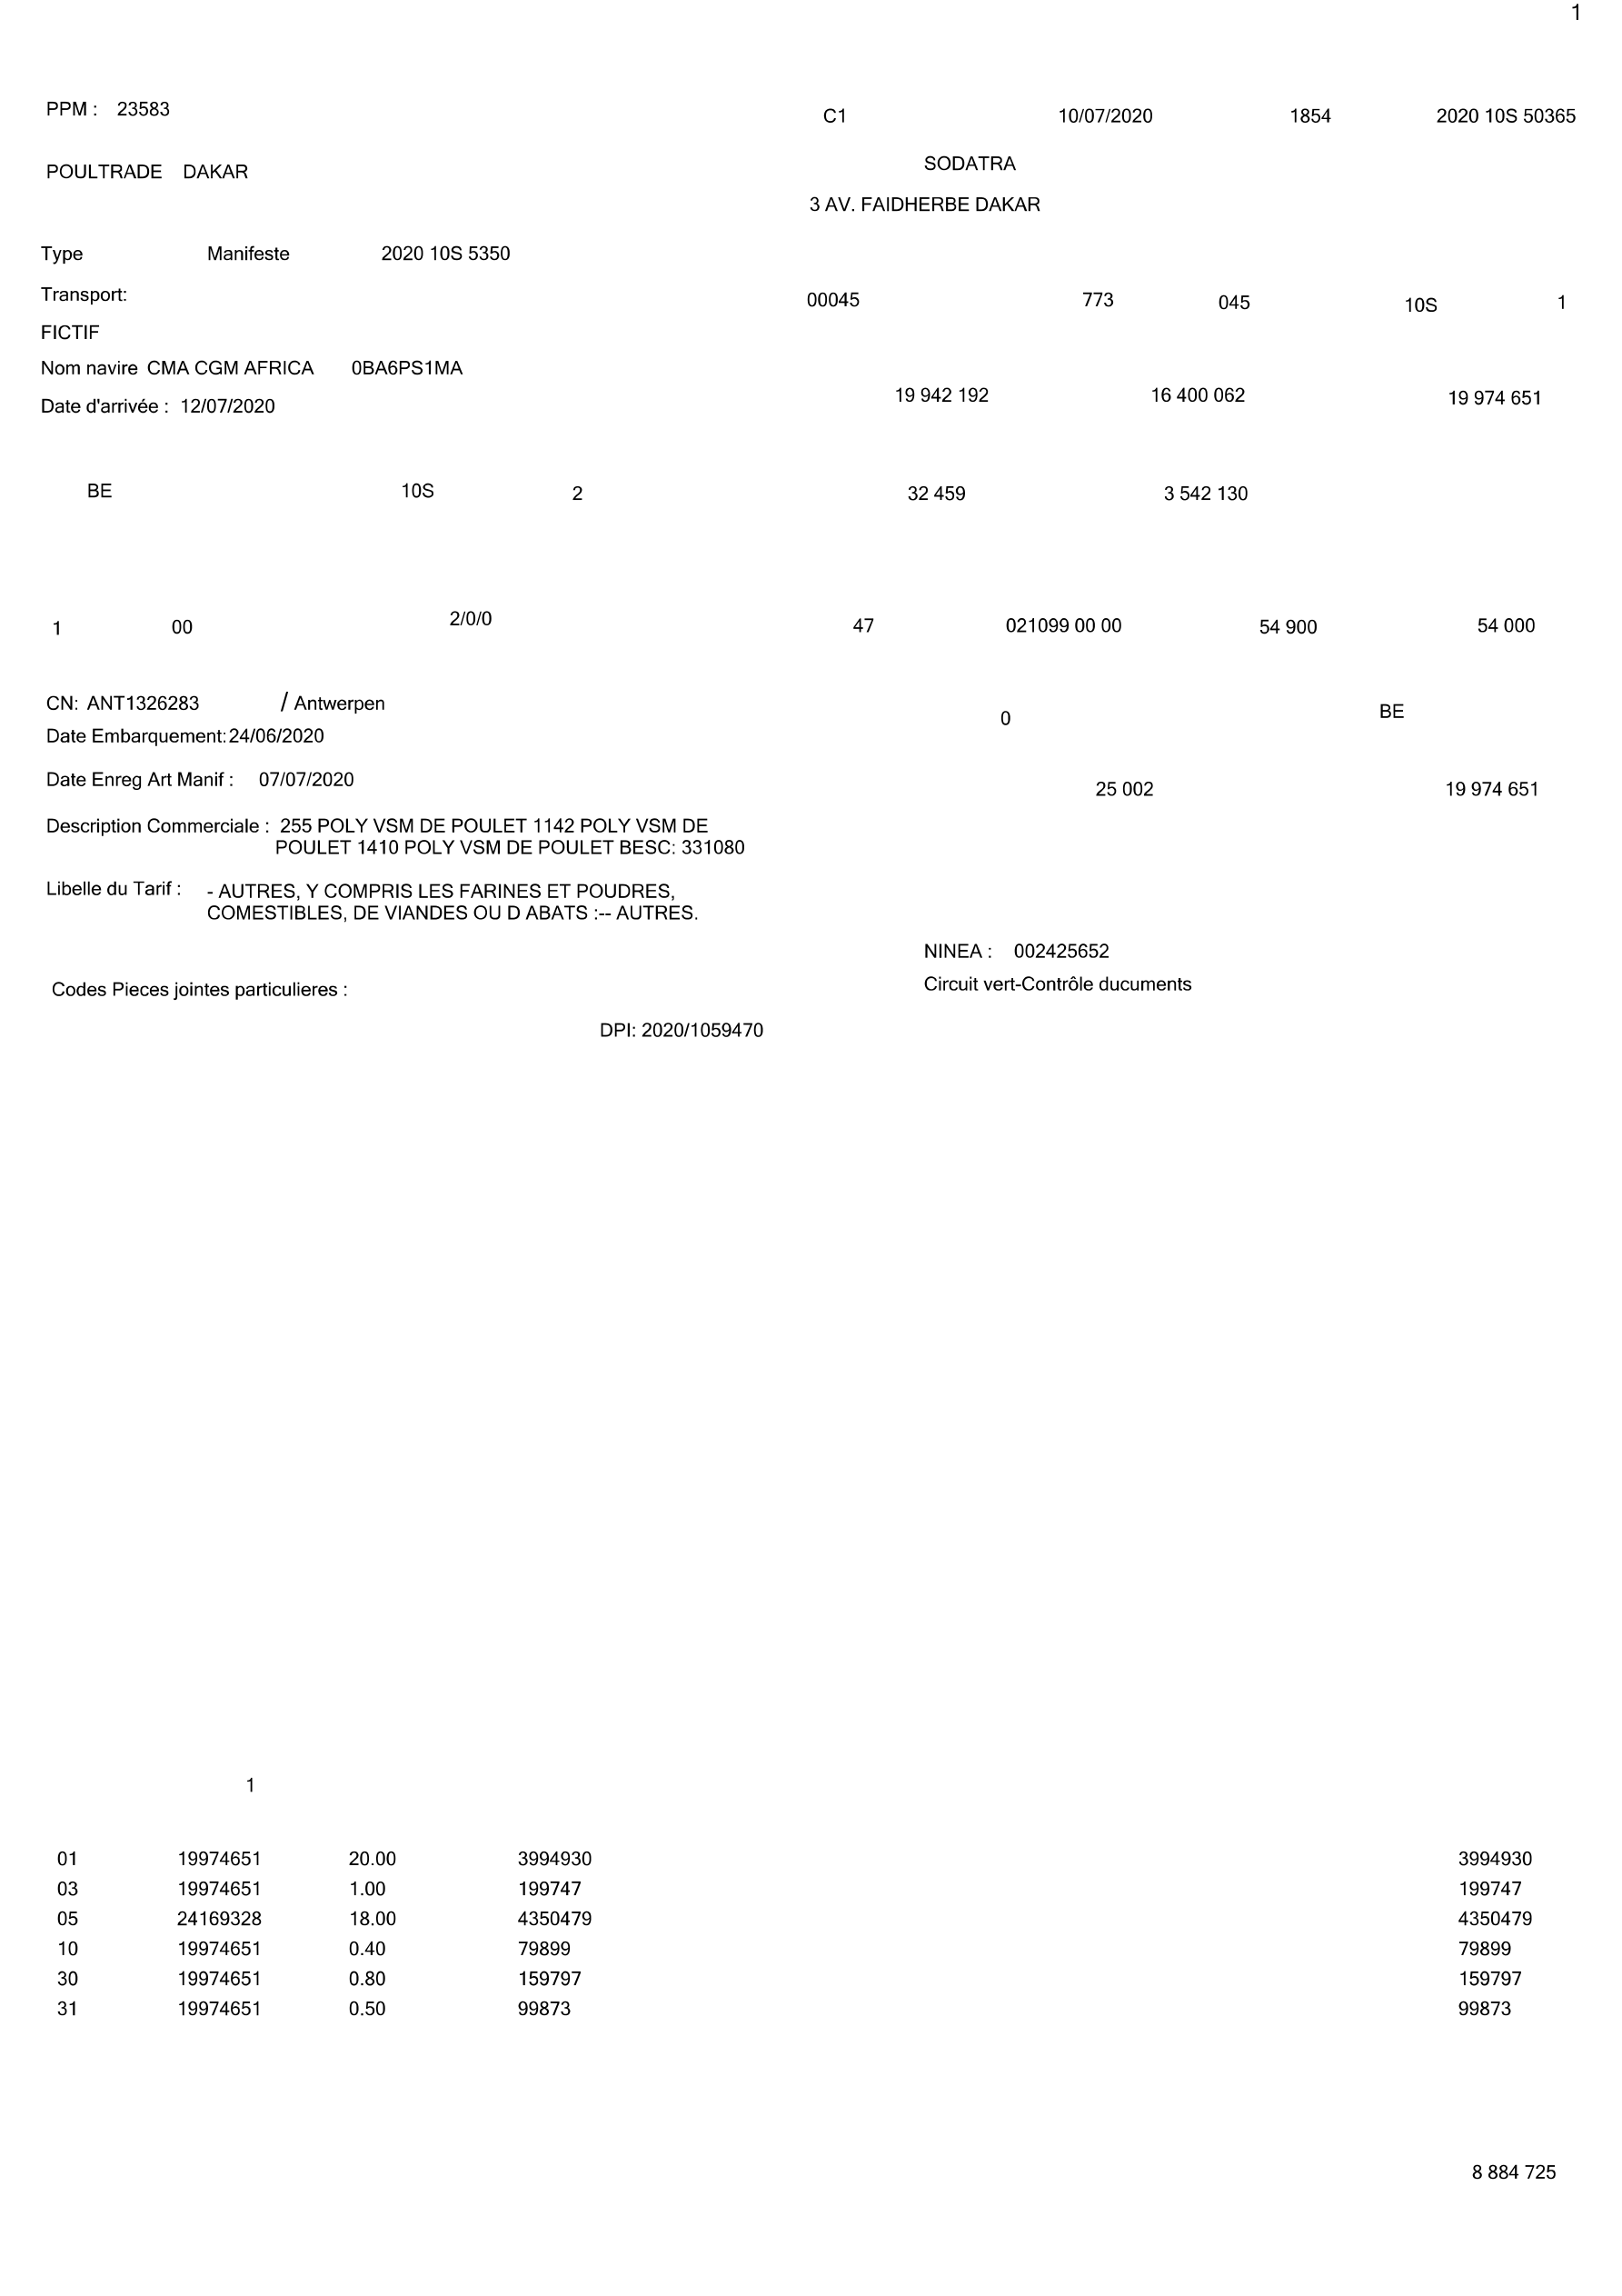 1
PPM : 23583
C1 10/07/2020 1854 2020 10S 50365
POULTRADE DAKAR
SODATRA
3 AV. FAIDHERBE DAKAR
Type Manifeste 2020 10S 5350
Transport:
00045 773 045 10S 1
FICTIF
Nom navire CMA CGM AFRICA 0BA6PS1MA
19 942 192 16 400 062 19 974 651
Date d'arrivée : 12/07/2020
BE 10S 2 32 459 3 542 130
1 00 2/0/0 47 021099 00 00 54 900 54 000
CN: ANT1326283 / Antwerpen
0 BE
Date Embarquement: 24/06/2020
Date Enreg Art Manif : 07/07/2020
25 002 19 974 651
Description Commerciale : 255 POLY VSM DE POULET 1142 POLY VSM DE
POULET 1410 POLY VSM DE POULET BESC: 331080
Libelle du Tarif : - AUTRES, Y COMPRIS LES FARINES ET POUDRES,
COMESTIBLES, DE VIANDES OU D ABATS :-- AUTRES.
NINEA : 002425652
Codes Pieces jointes particulieres :
Circuit vert-Contrôle ducuments
DPI: 2020/1059470
1
01 19974651 20.00 3994930 3994930
03 19974651 1.00 199747 199747
05 24169328 18.00 4350479 4350479
10 19974651 0.40 79899 79899
30 19974651 0.80 159797 159797
31 19974651 0.50 99873 99873
8 884 725